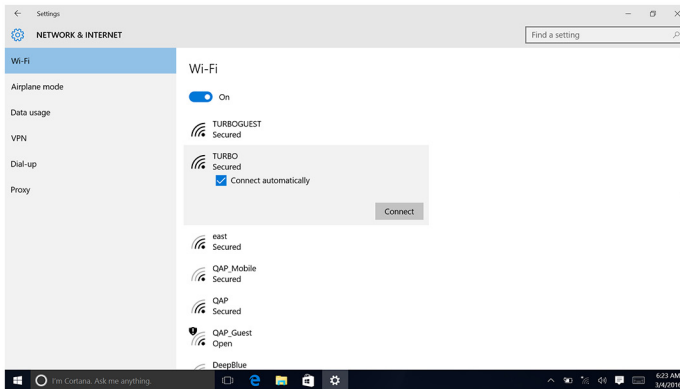 Settings
NETWORK & INTERNET
Find a setting
Wi-Fi
Airplane mode
Data usage
VPN
Dial-up
Proxy
Wi-Fi
On
TURBOGUEST
Secured
TURBO
Secured
Connect automatically
Connect
east
Secured
QAP_Mobile
Secured
QAP
Secured
QAP_Guest
Open
DeepBlue
I'm Cortana. Ask me anything.
6:23 AM
3/4/2016